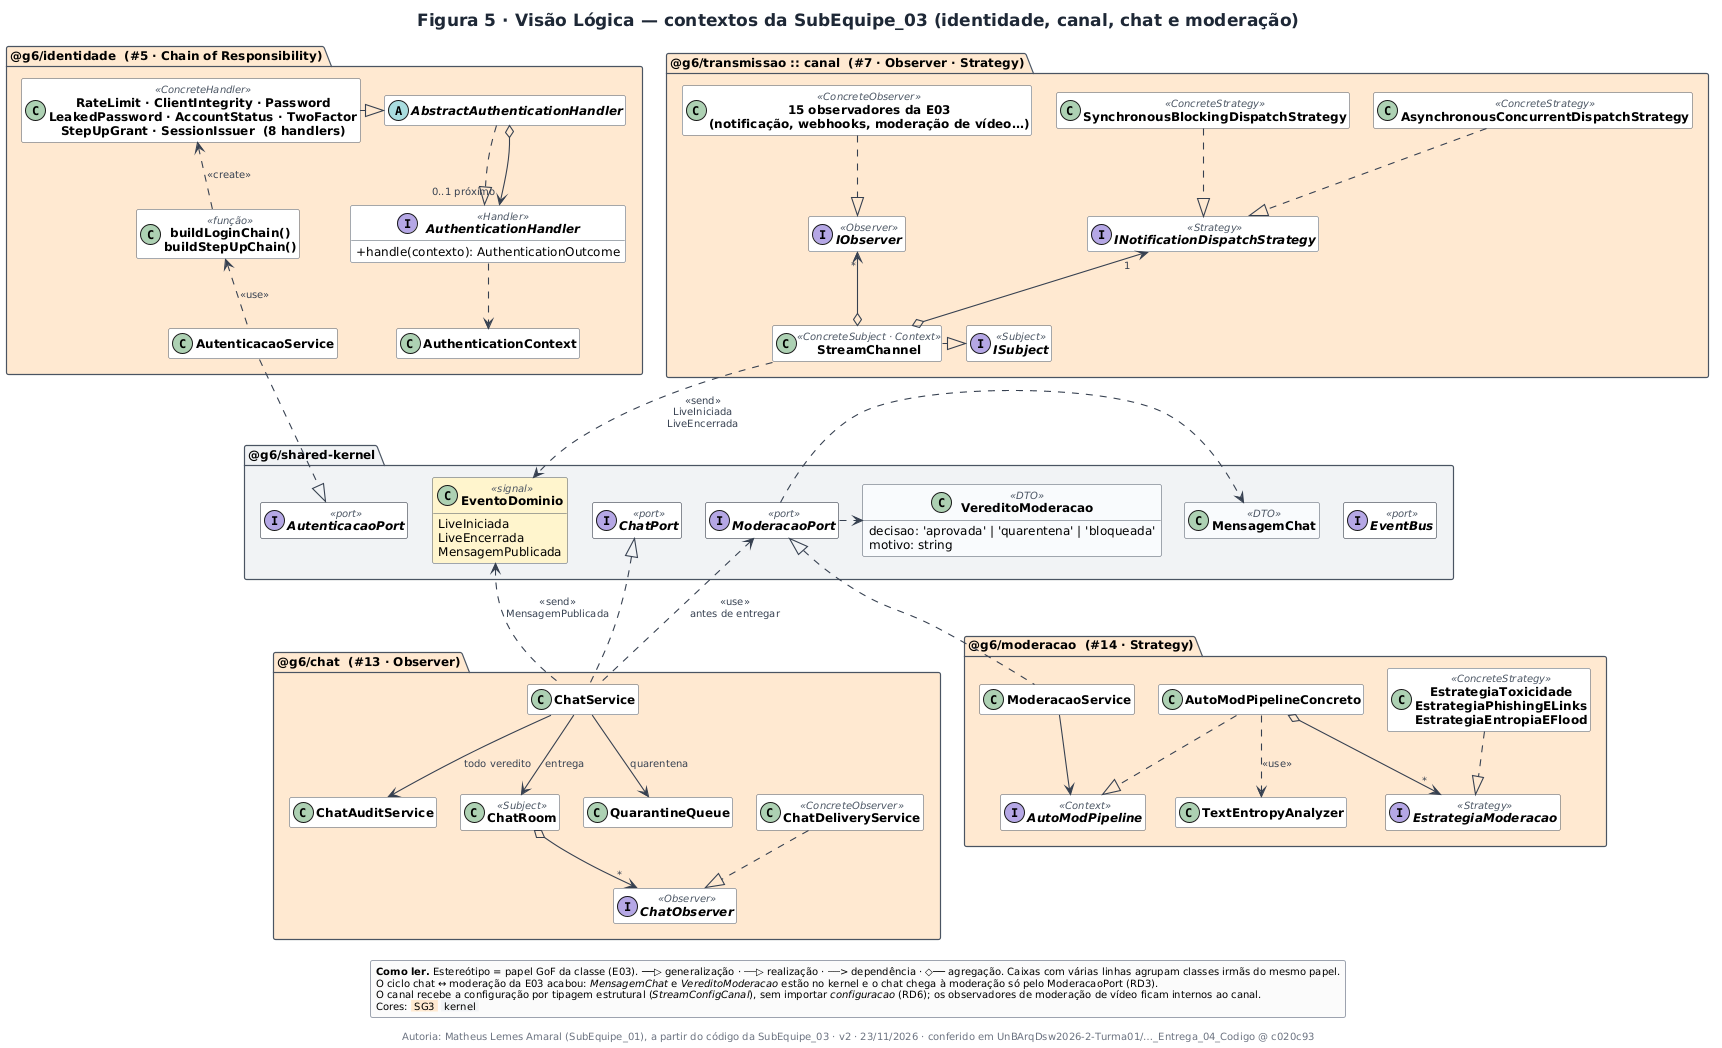 Figura 5 · Visão Lógica — contextos da SubEquipe_03 (identidade, canal, chat e moderação)
@g6/identidade (#5 · Chain of Responsibility)
«ConcreteHandler»
C
RateLimit · ClientIntegrity · Password
LeakedPassword · AccountStatus · TwoFactor
StepUpGrant · SessionIssuer (8 handlers)
A AbstractAuthenticationHandler
«create»
0..1 próximo
«função»
C
buildLoginChain()
buildStepUpChain()
«Handler»
I AuthenticationHandler
+handle(contexto): AuthenticationOutcome
«use»
C AutenticacaoService
C AuthenticationContext
@g6/transmissao :: canal (#7 · Observer · Strategy)
«ConcreteObserver»
C
15 observadores da E03
(notificação, webhooks, moderação de vídeo…)
«ConcreteStrategy»
C SynchronousBlockingDispatchStrategy
«ConcreteStrategy»
C AsynchronousConcurrentDispatchStrategy
«Observer»
I IObserver
«Strategy»
I INotificationDispatchStrategy
*
1
«ConcreteSubject · Context»
C StreamChannel
«Subject»
I ISubject
«send»
LiveIniciada
LiveEncerrada
@g6/shared-kernel
«port»
I AutenticacaoPort
«signal»
C EventoDominio
LiveIniciada
LiveEncerrada
MensagemPublicada
«port»
I ChatPort
«port»
I ModeracaoPort
«DTO»
C VereditoModeracao
decisao: 'aprovada' | 'quarentena' | 'bloqueada'
motivo: string
«DTO»
C MensagemChat
«port»
I EventBus
«send»
MensagemPublicada
«use»
antes de entregar
@g6/chat (#13 · Observer)
C ChatService
todo veredito
entrega
quarentena
C ChatAuditService
«Subject»
C ChatRoom
C QuarantineQueue
«ConcreteObserver»
C ChatDeliveryService
*
«Observer»
I ChatObserver
@g6/moderacao (#14 · Strategy)
C ModeracaoService
C AutoModPipelineConcreto
«ConcreteStrategy»
C
EstrategiaToxicidade
EstrategiaPhishingELinks
EstrategiaEntropiaEFlood
«use»
*
«Context»
I AutoModPipeline
C TextEntropyAnalyzer
«Strategy»
I EstrategiaModeracao
Como ler. Estereótipo = papel GoF da classe (E03). ──▷ generalização · ┄┄▷ realização · ┄┄> dependência · ◇── agregação. Caixas com várias linhas agrupam classes irmãs do mesmo papel.
O ciclo chat ↔ moderação da E03 acabou: MensagemChat e VereditoModeracao estão no kernel e o chat chega à moderação só pelo ModeracaoPort (RD3).
O canal recebe a configuração por tipagem estrutural (StreamConfigCanal), sem importar configuracao (RD6); os observadores de moderação de vídeo ficam internos ao canal.
Cores: SG3 kernel
Autoria: Matheus Lemes Amaral (SubEquipe_01), a partir do código da SubEquipe_03 · v2 · 23/11/2026 · conferido em UnBArqDsw2026-2-Turma01/…_Entrega_04_Codigo @ c020c93